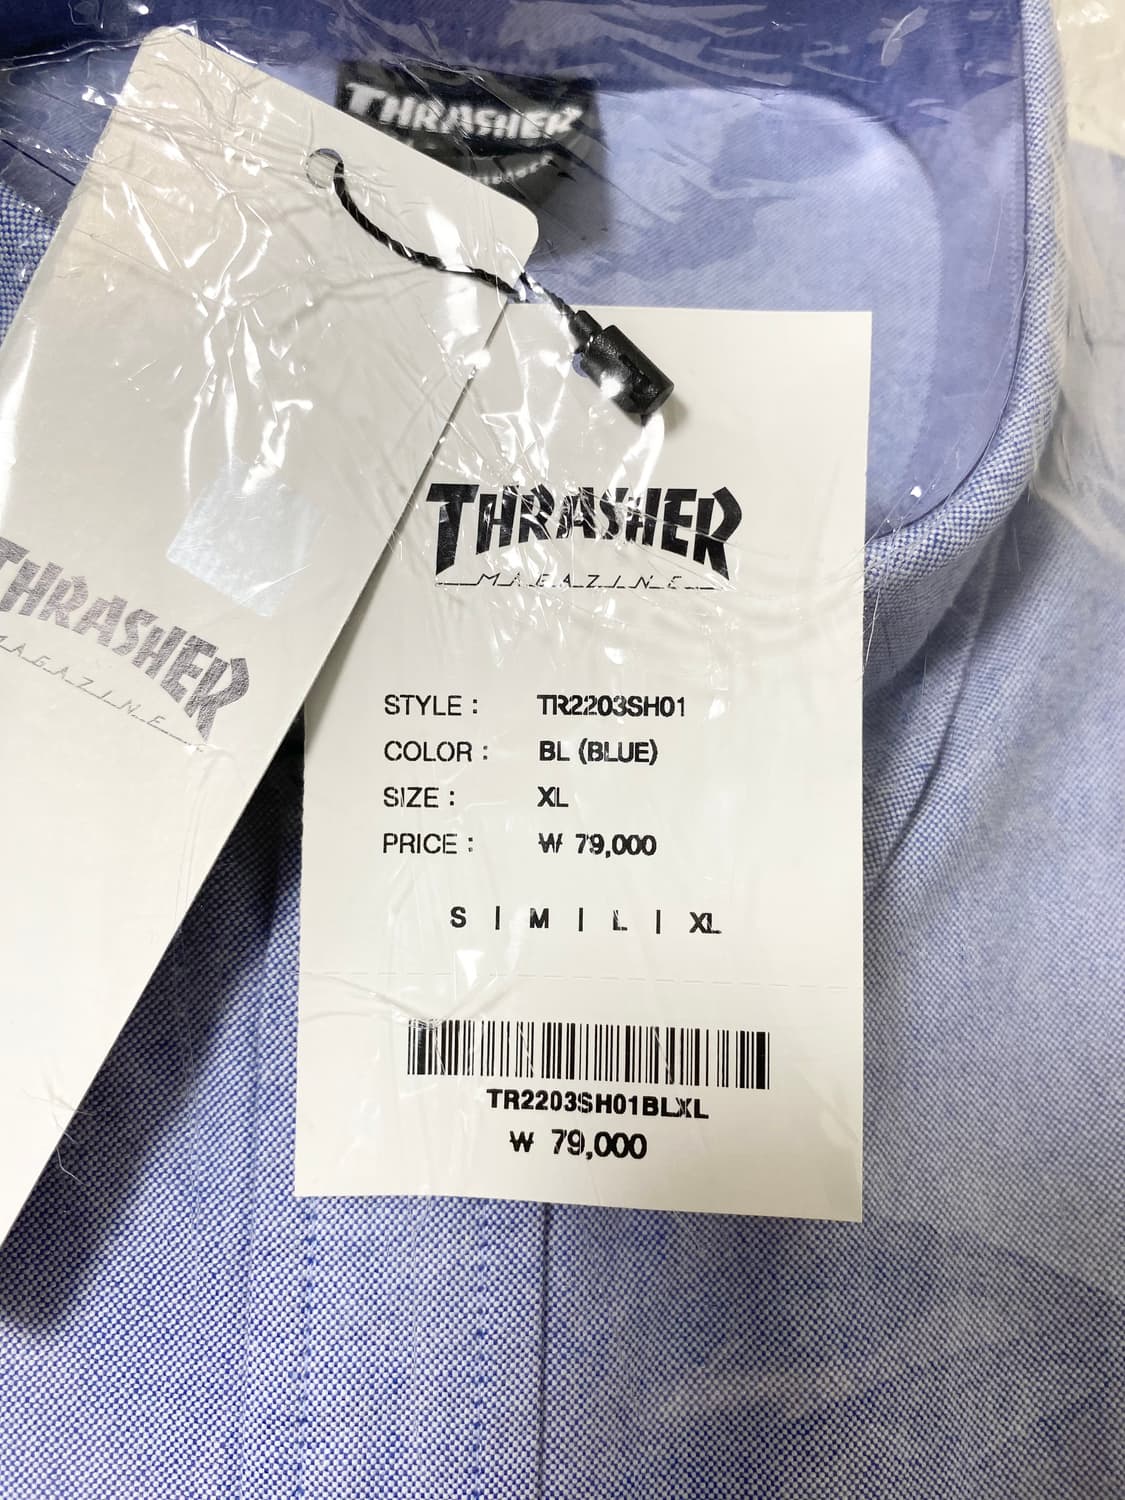 THRASHER
THRASHER
MAGAZINE
THRASHER
MAGAZINE
STYLE : TR2203SH01
COLOR : BL (BLUE)
SIZE : XL
PRICE : ₩ 79,000
S | M | L | XL
TR2203SH01BLXL
₩ 79,000